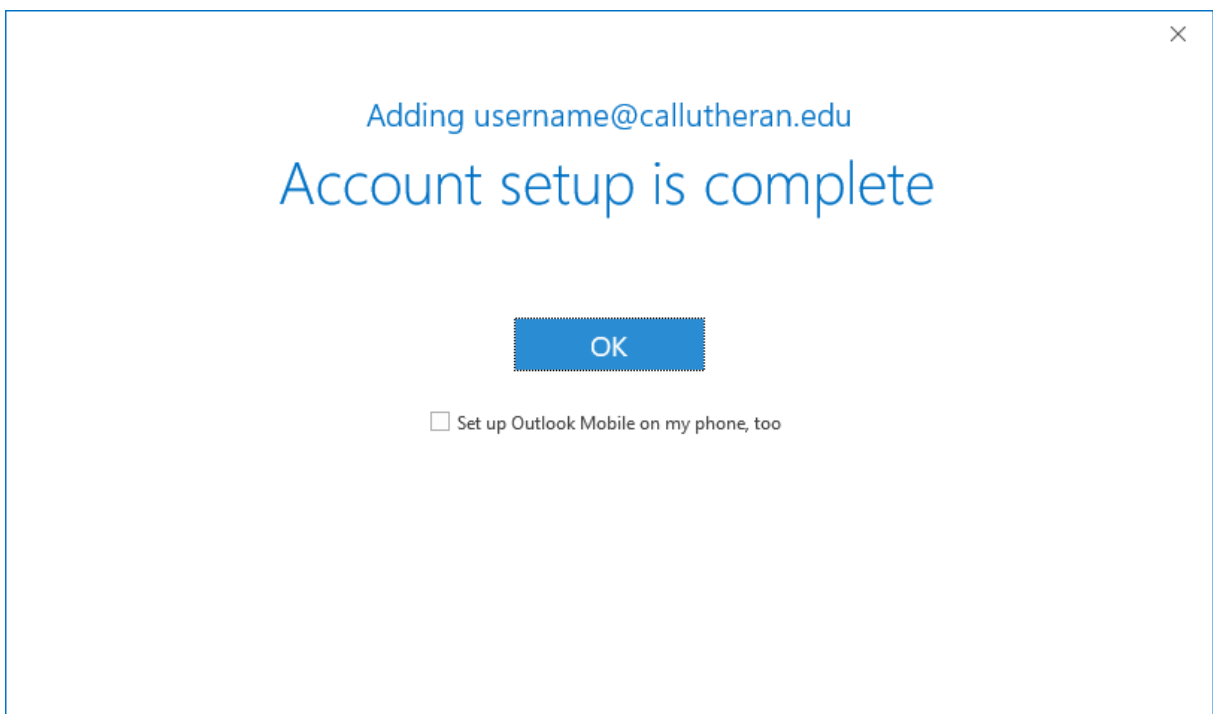 Adding username@callutheran.edu
Account setup is complete
OK
Set up Outlook Mobile on my phone, too